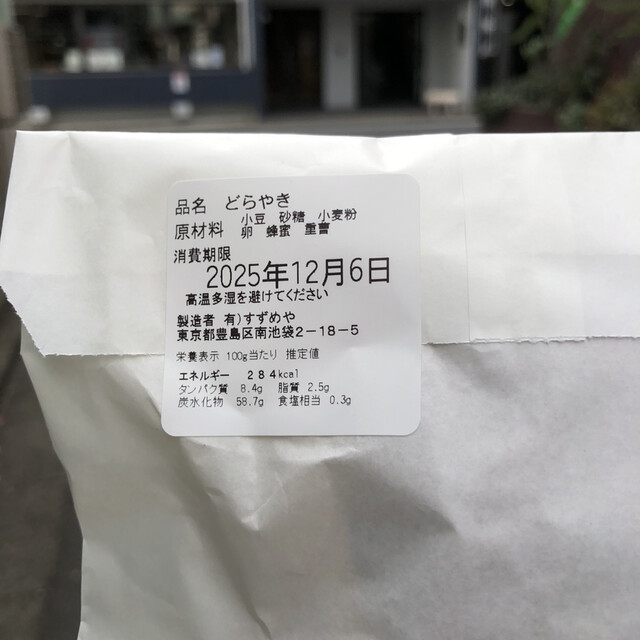 品名 どらやき
原材料 小豆 砂糖 小麦粉
卵 蜂蜜 重曹
消費期限
2025年12月6日
高温多湿を避けてください
製造者 有)すずめや
東京都豊島区南池袋2-18-5
栄養表示 100g当たり 推定値
エネルギー 284kcal
タンパク質 8.4g 脂質 2.5g
炭水化物 58.7g 食塩相当 0.3g